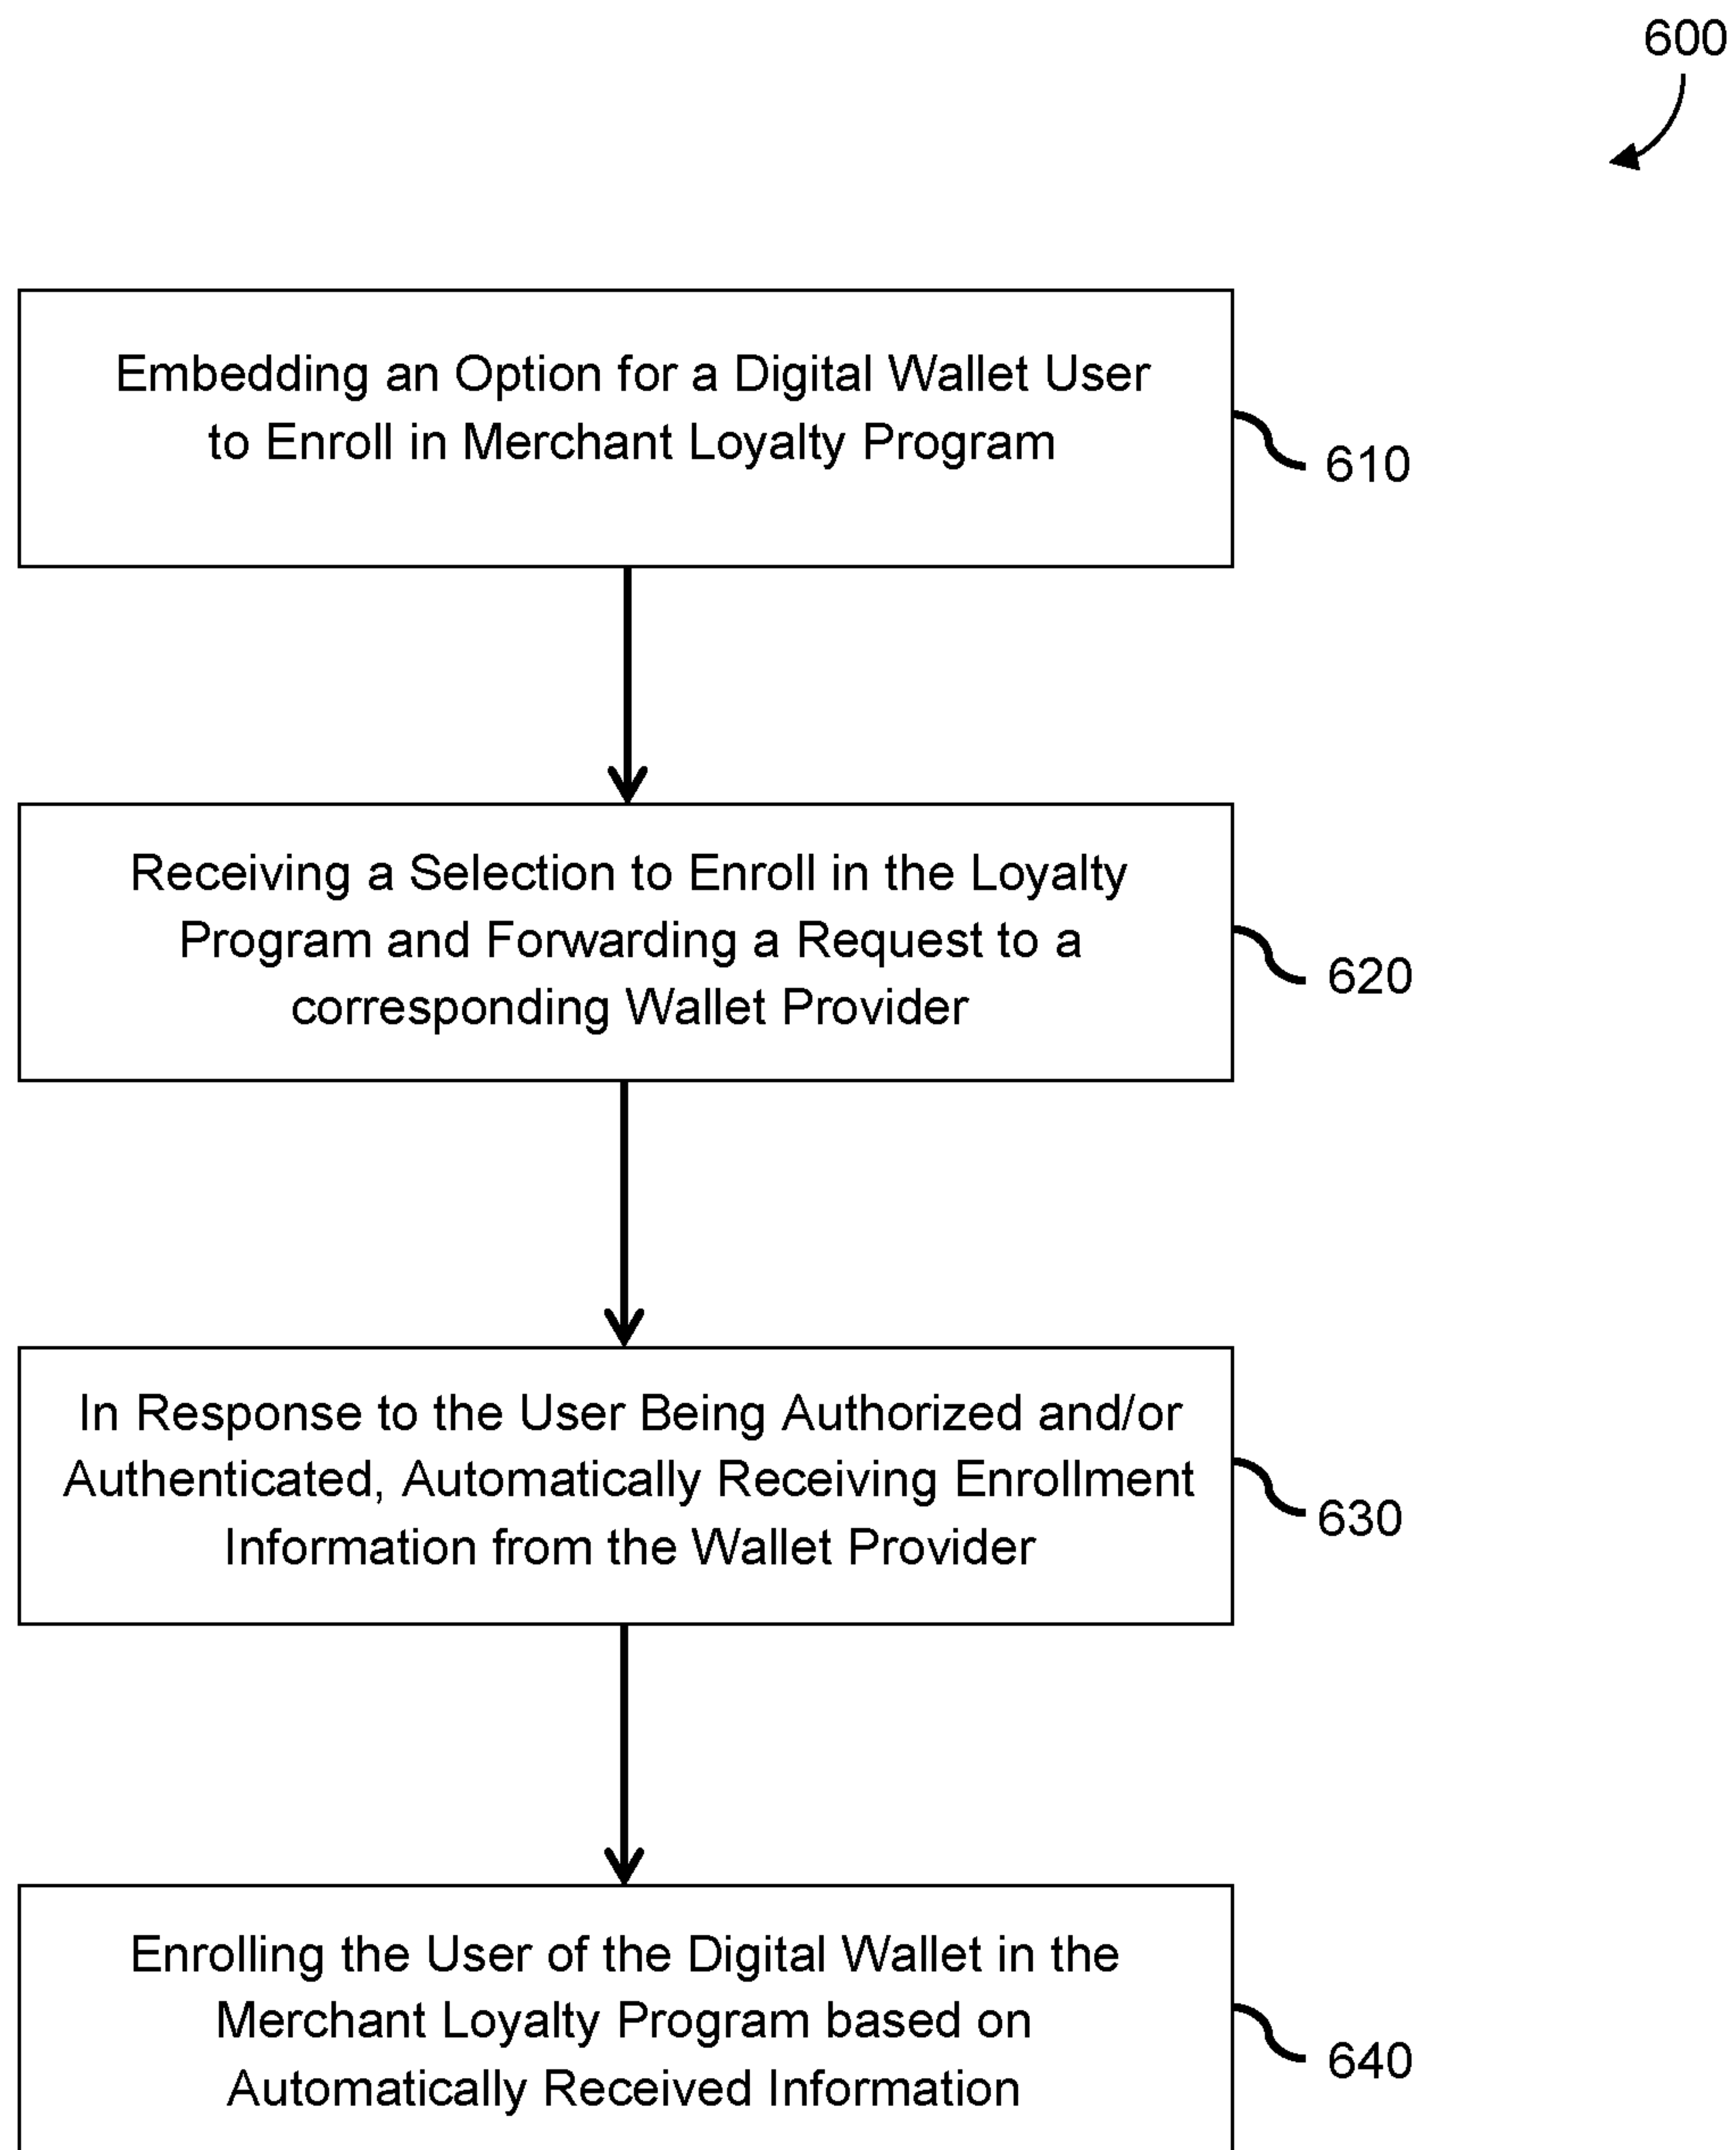 600
Embedding an Option for a Digital Wallet User
to Enroll in Merchant Loyalty Program
610
Receiving a Selection to Enroll in the Loyalty
Program and Forwarding a Request to a
corresponding Wallet Provider
620
In Response to the User Being Authorized and/or
Authenticated, Automatically Receiving Enrollment
Information from the Wallet Provider
630
Enrolling the User of the Digital Wallet in the
Merchant Loyalty Program based on
Automatically Received Information
640